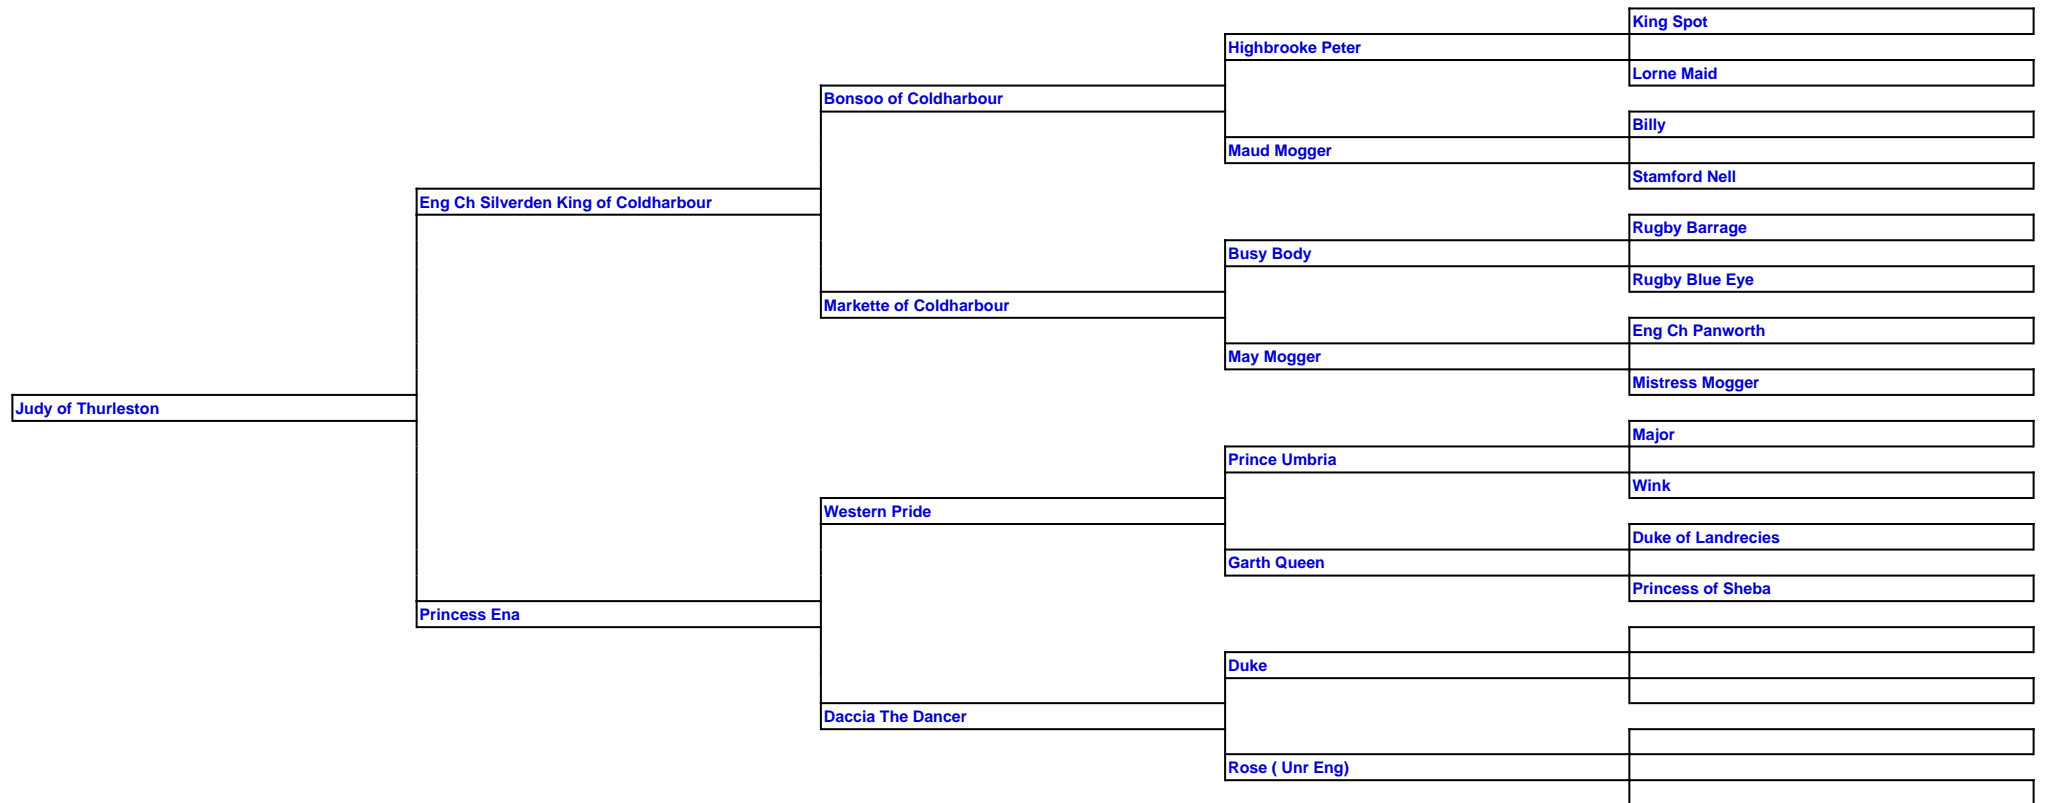 King Spot
Highbrooke Peter
Lorne Maid
Bonsoo of Coldharbour
Billy
Maud Mogger
Stamford Nell
Eng Ch Silverden King of Coldharbour
Rugby Barrage
Busy Body
Rugby Blue Eye
Markette of Coldharbour
Eng Ch Panworth
May Mogger
Mistress Mogger
Judy of Thurleston
Major
Prince Umbria
Wink
Western Pride
Duke of Landrecies
Garth Queen
Princess of Sheba
Princess Ena
Duke
Daccia The Dancer
Rose ( Unr Eng)